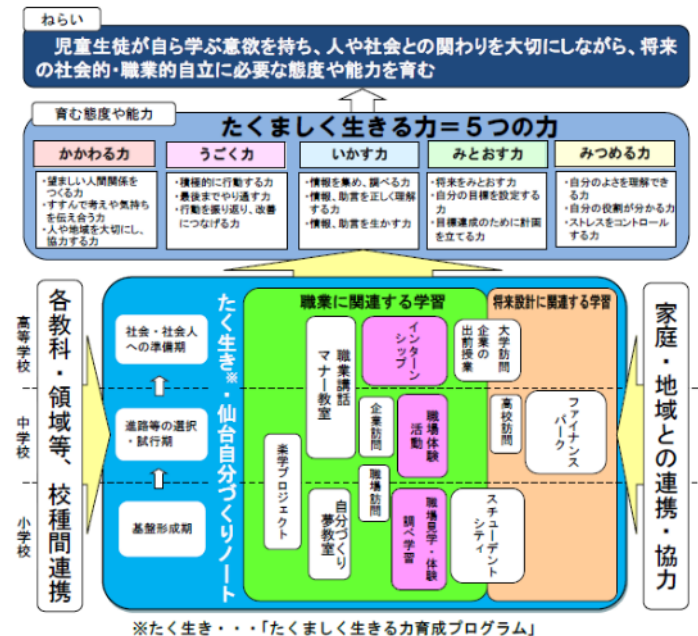 ねらい
児童生徒が自ら学ぶ意欲を持ち、人や社会との関わりを大切にしながら、将来
の社会的・職業的自立に必要な態度や能力を育む
育む態度や能力
たくましく生きる力＝５つの力
かかわる力
・望ましい人間関係を
つくる力
・すすんで考えや気持ち
を伝え合う力
・人や地域を大切にし、
協力する力
うごく力
・積極的に行動する力
・最後までやり通す力
・行動を振り返り、改善
につなげる力
いかす力
・情報を集め、調べる力
・情報、助言を正しく理解
する力
・情報、助言を生かす力
みとおす力
・将来をみとおす力
・自分の目標を設定する
力
・目標達成のために計画
を立てる力
みつめる力
・自分のよさを理解でき
る力
・自分の役割が分かる力
・ストレスをコントロール
する力
高等学校
中学校
小学校
各教科・領域等、校種間連携
社会・社会人
への準備期
進路等の選択
・試行期
基盤形成期
たく生き※・仙台自分づくりノート
職業に関連する学習
将来設計に関連する学習
職業講話
マナー教室
インターン
シップ
企業の
出前授業
大学訪問
企業訪問
職場体験
活動
高校訪問
ファイナンス
パーク
楽学プロジェクト
職場訪問
自分づくり
夢教室
職場見学・体験
調べ学習
スチューデント
シティ
家庭・地域との連携・協力
※たく生き・・・「たくましく生きる力育成プログラム」